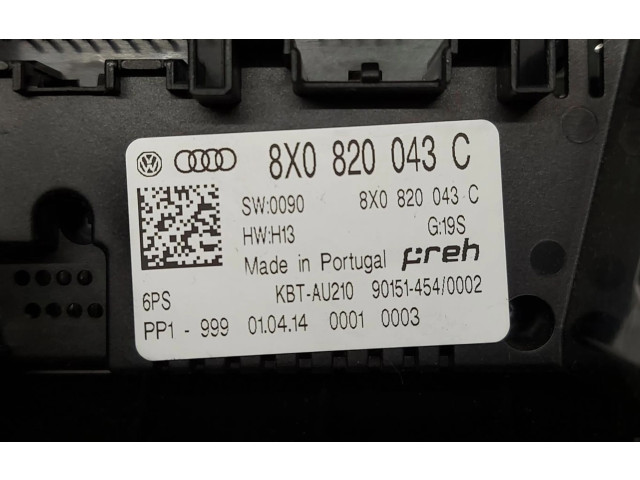 8X0 820 043 C
SW:0090 8X0 820 043 C
HW:H13 G:19S
Made in Portugal preh
6PS KBT-AU210 90151-454/0002
PP1 - 999 01.04.14 0001 0003